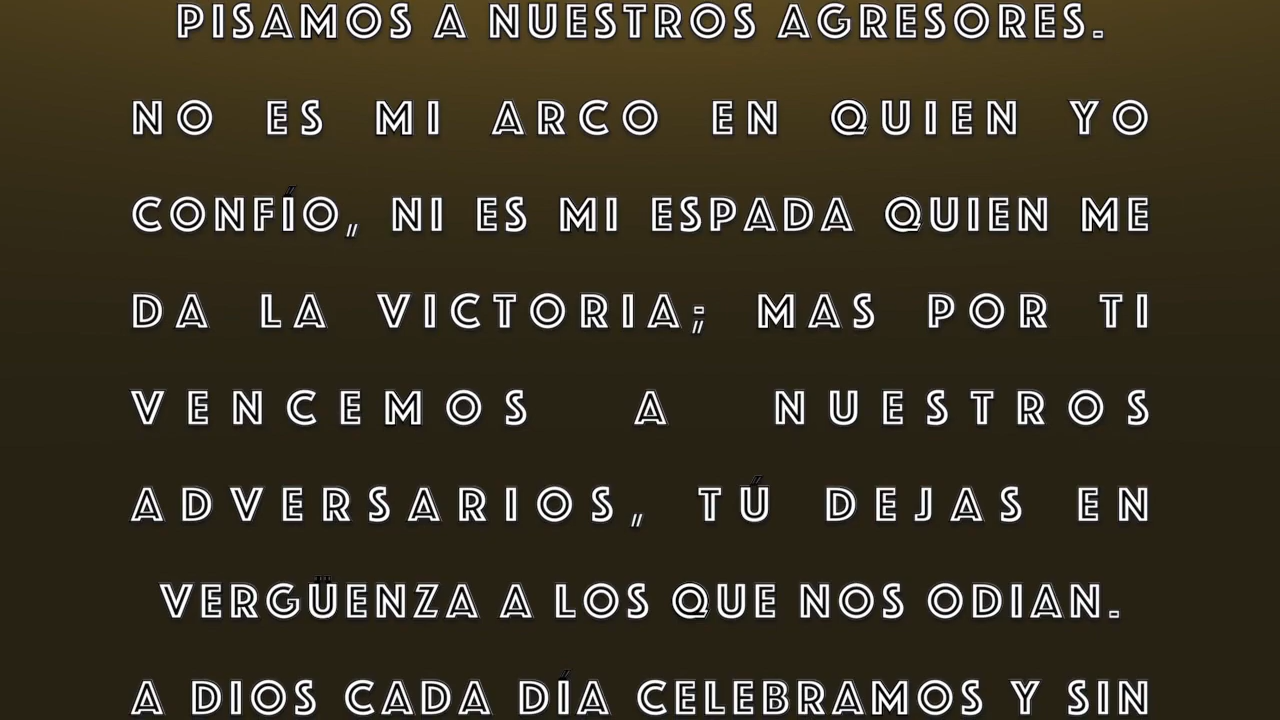 PISAMOS A NUESTROS AGRESORES.
NO ES MI ARCO EN QUIEN YO
CONFÍO, NI ES MI ESPADA QUIEN ME
DA LA VICTORIA; MAS POR TI
VENCEMOS A NUESTROS
ADVERSARIOS, TÚ DEJAS EN
VERGÜENZA A LOS QUE NOS ODIAN.
A DIOS CADA DÍA CELEBRAMOS Y SIN